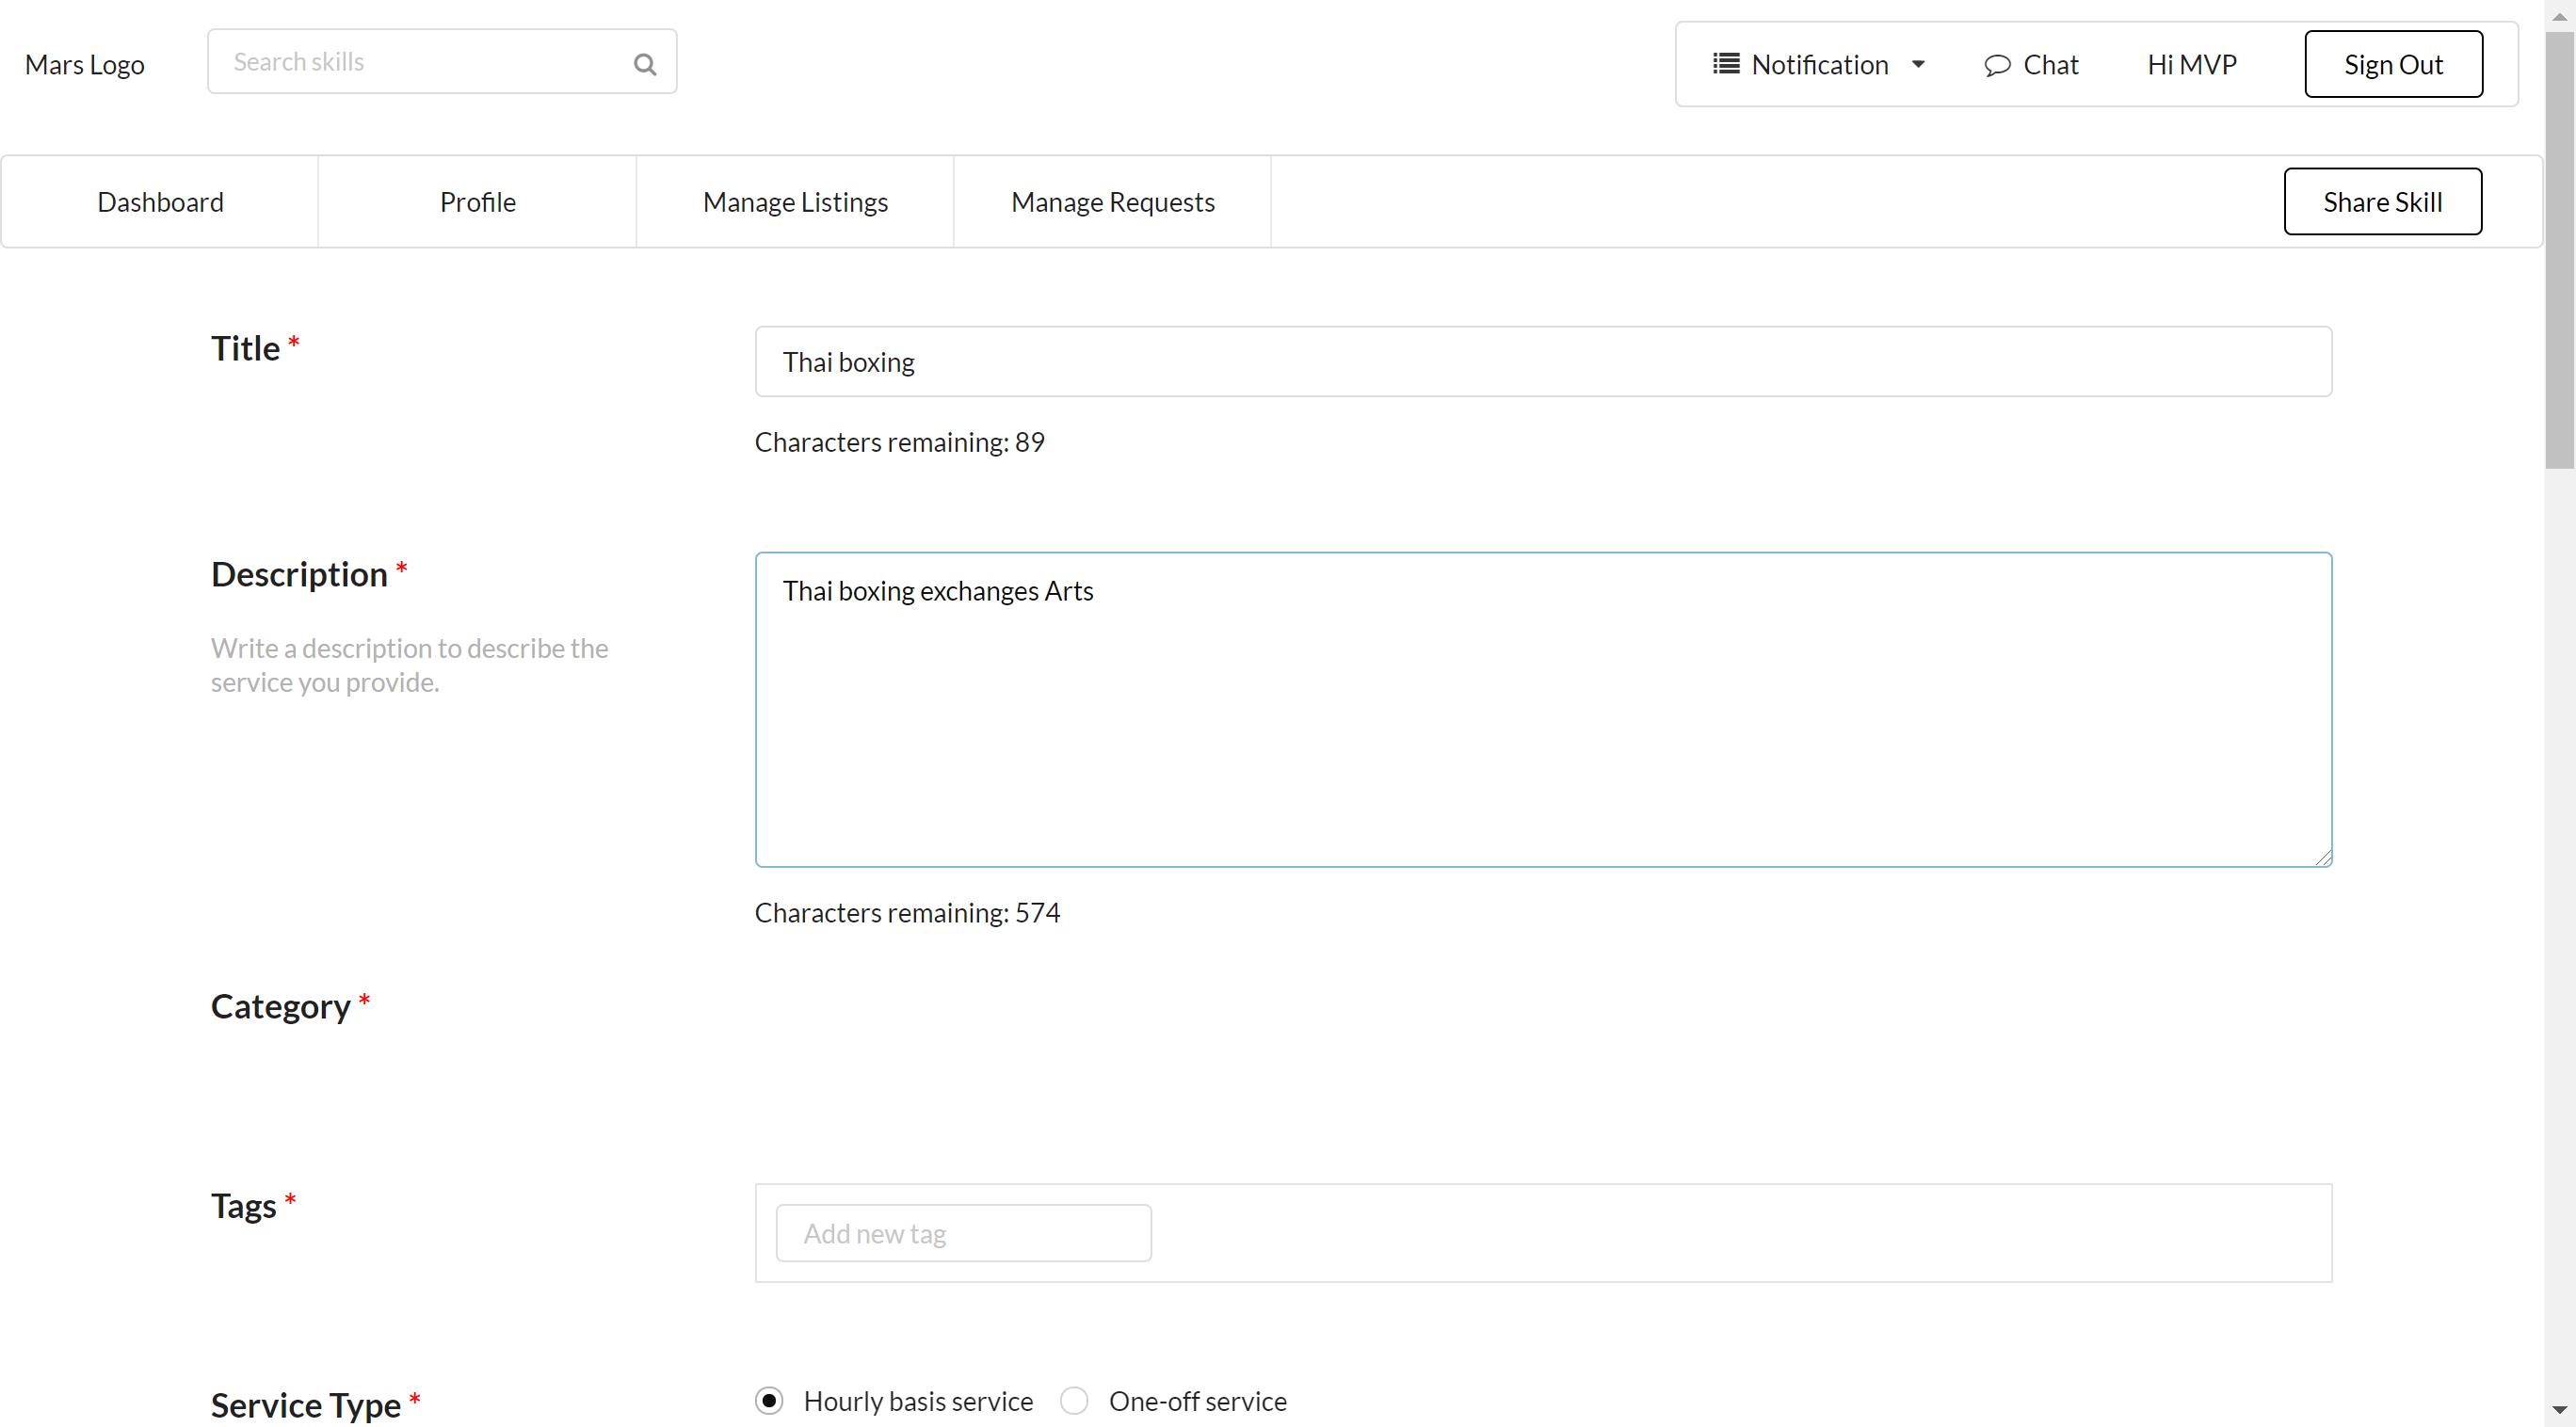 Mars Logo
Search skills
Notification
Chat
Hi MVP
Sign Out
Dashboard
Profile
Manage Listings
Manage Requests
Share Skill
Title *
Thai boxing
Characters remaining: 89
Description *
Write a description to describe the
service you provide.
Thai boxing exchanges Arts
Characters remaining: 574
Category *
Tags *
Add new tag
Service Type *
Hourly basis service
One-off service